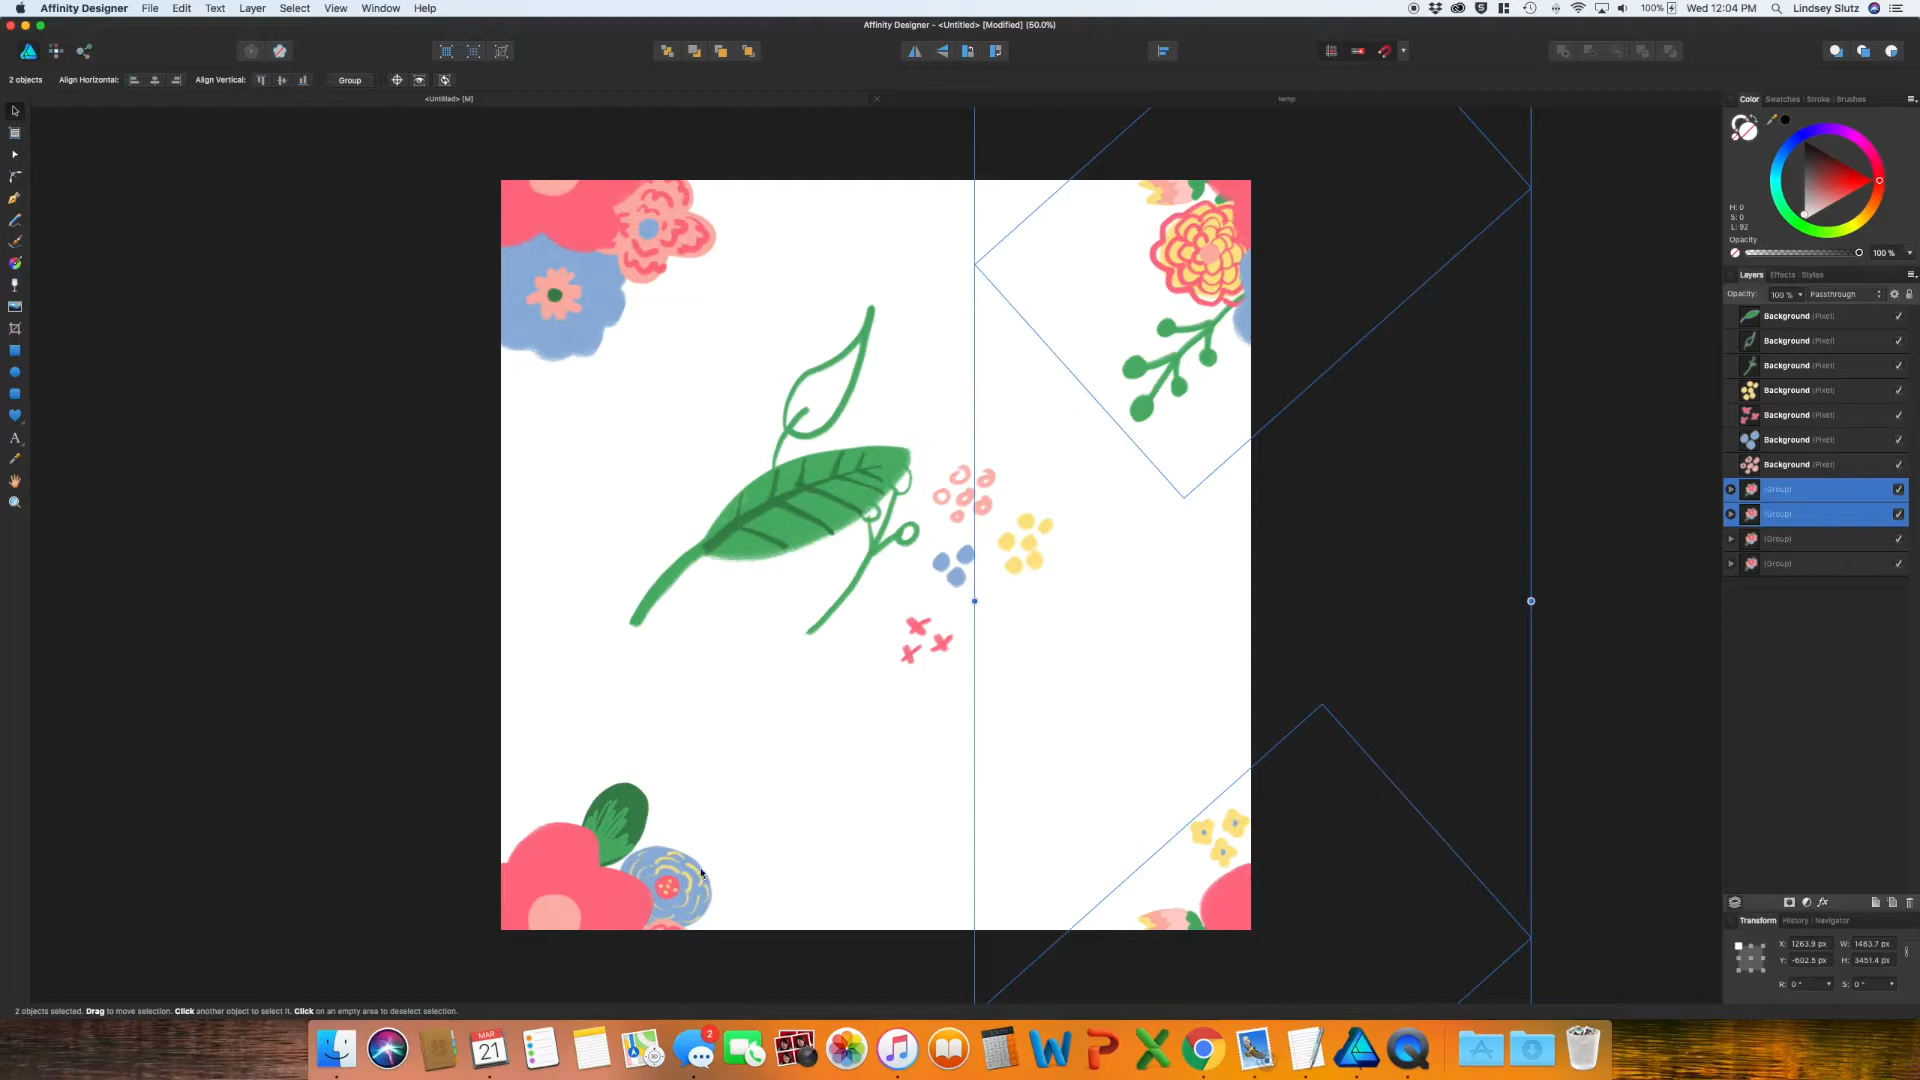 Affinity Designer File Edit Text Layer Select View Window Help
100% Wed 12:04 PM Lindsey Slutz
Affinity Designer - <Untitled> [Modified] (50.0%)
2 objects Align Horizontal: Align Vertical: Group
<Untitled> [M]
temp
Color Swatches Stroke Brushes
H: 0
S: 0
L: 92
Opacity
100 %
Layers Effects Styles
Opacity: 100 % Passthrough
Background (Pixel)
Background (Pixel)
Background (Pixel)
Background (Pixel)
Background (Pixel)
Background (Pixel)
Background (Pixel)
(Group)
(Group)
(Group)
(Group)
Transform History Navigator
X: 1263.9 px W: 1483.7 px
Y: -602.5 px H: 3451.4 px
R: 0 ° S: 0 °
2 objects selected. Drag to move selection. Click another object to select it. Click on an empty area to deselect selection.
MAR
21
2